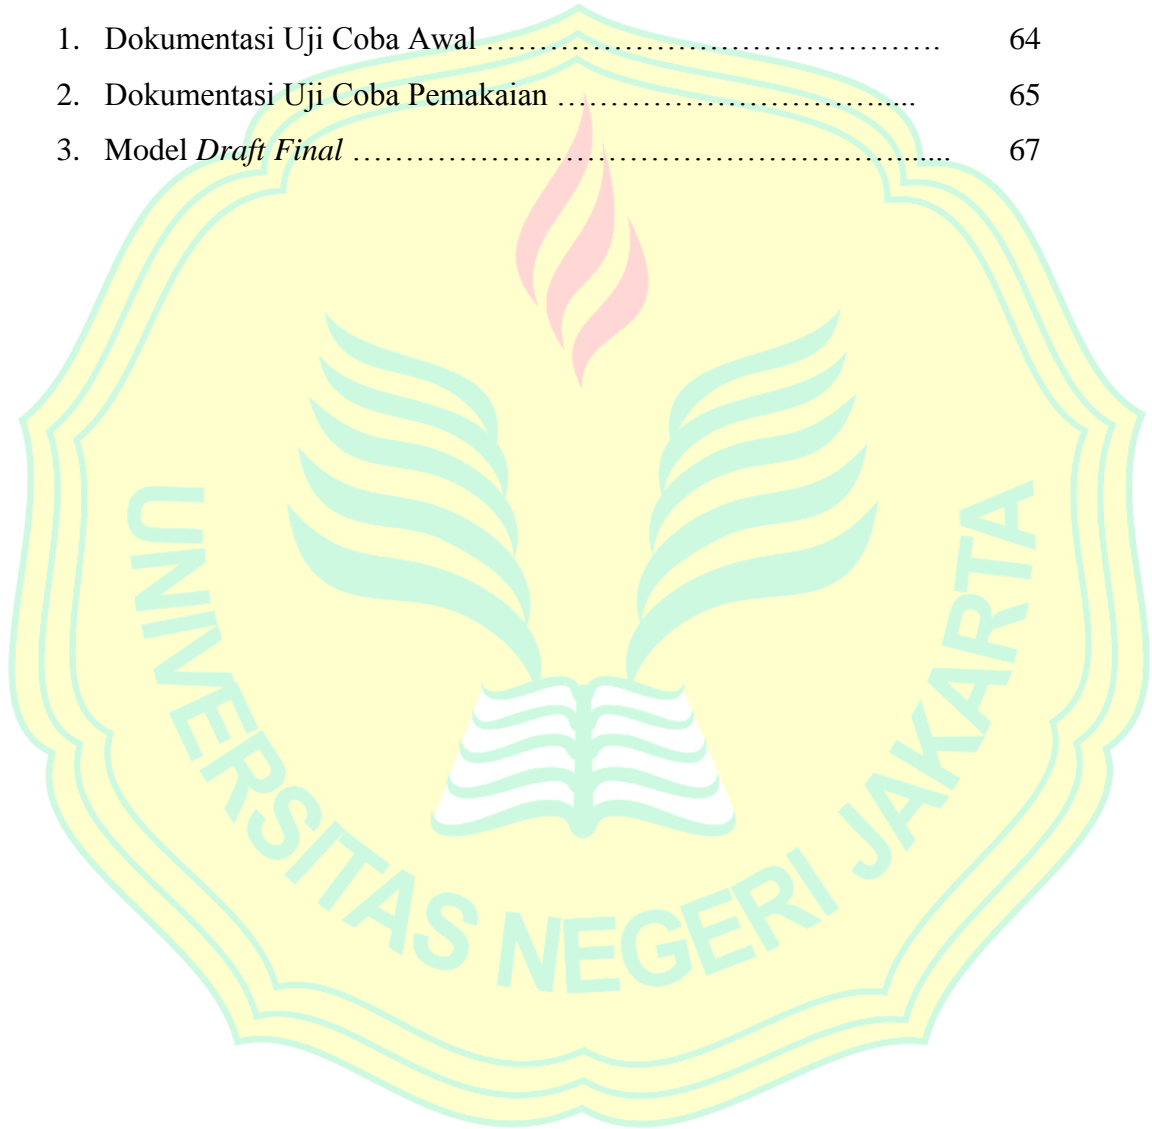 1. Dokumentasi Uji Coba Awal ……………………………………. 64
2. Dokumentasi Uji Coba Pemakaian …………………………..... 65
3. Model Draft Final ……………………………………………...... 67
UNIVERSITAS NEGERI JAKARTA